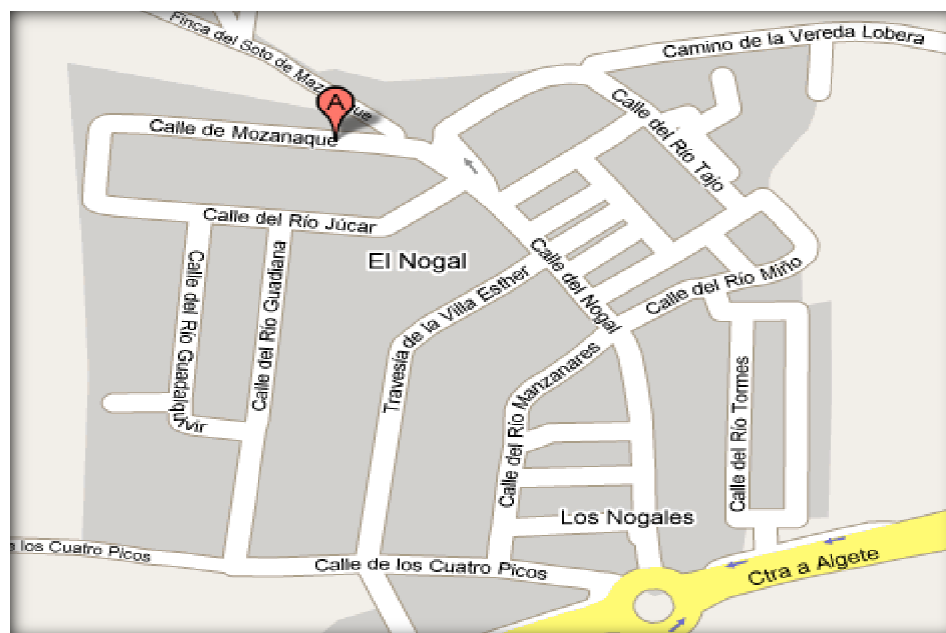 Finca del Soto de Mozanaque
Camino de la Vereda Lobera
A
Calle de Mozanaque
Calle del Río Tajo
Calle del Río Júcar
El Nogal
Calle del Nogal
Calle del Río Miño
Travesía de la Villa Esther
Calle del Río Guadiana
Calle del Río Guadalquivir
Calle del Río Manzanares
Calle del Río Tormes
Los Nogales
los Cuatro Picos
Calle de los Cuatro Picos
Ctra a Algete